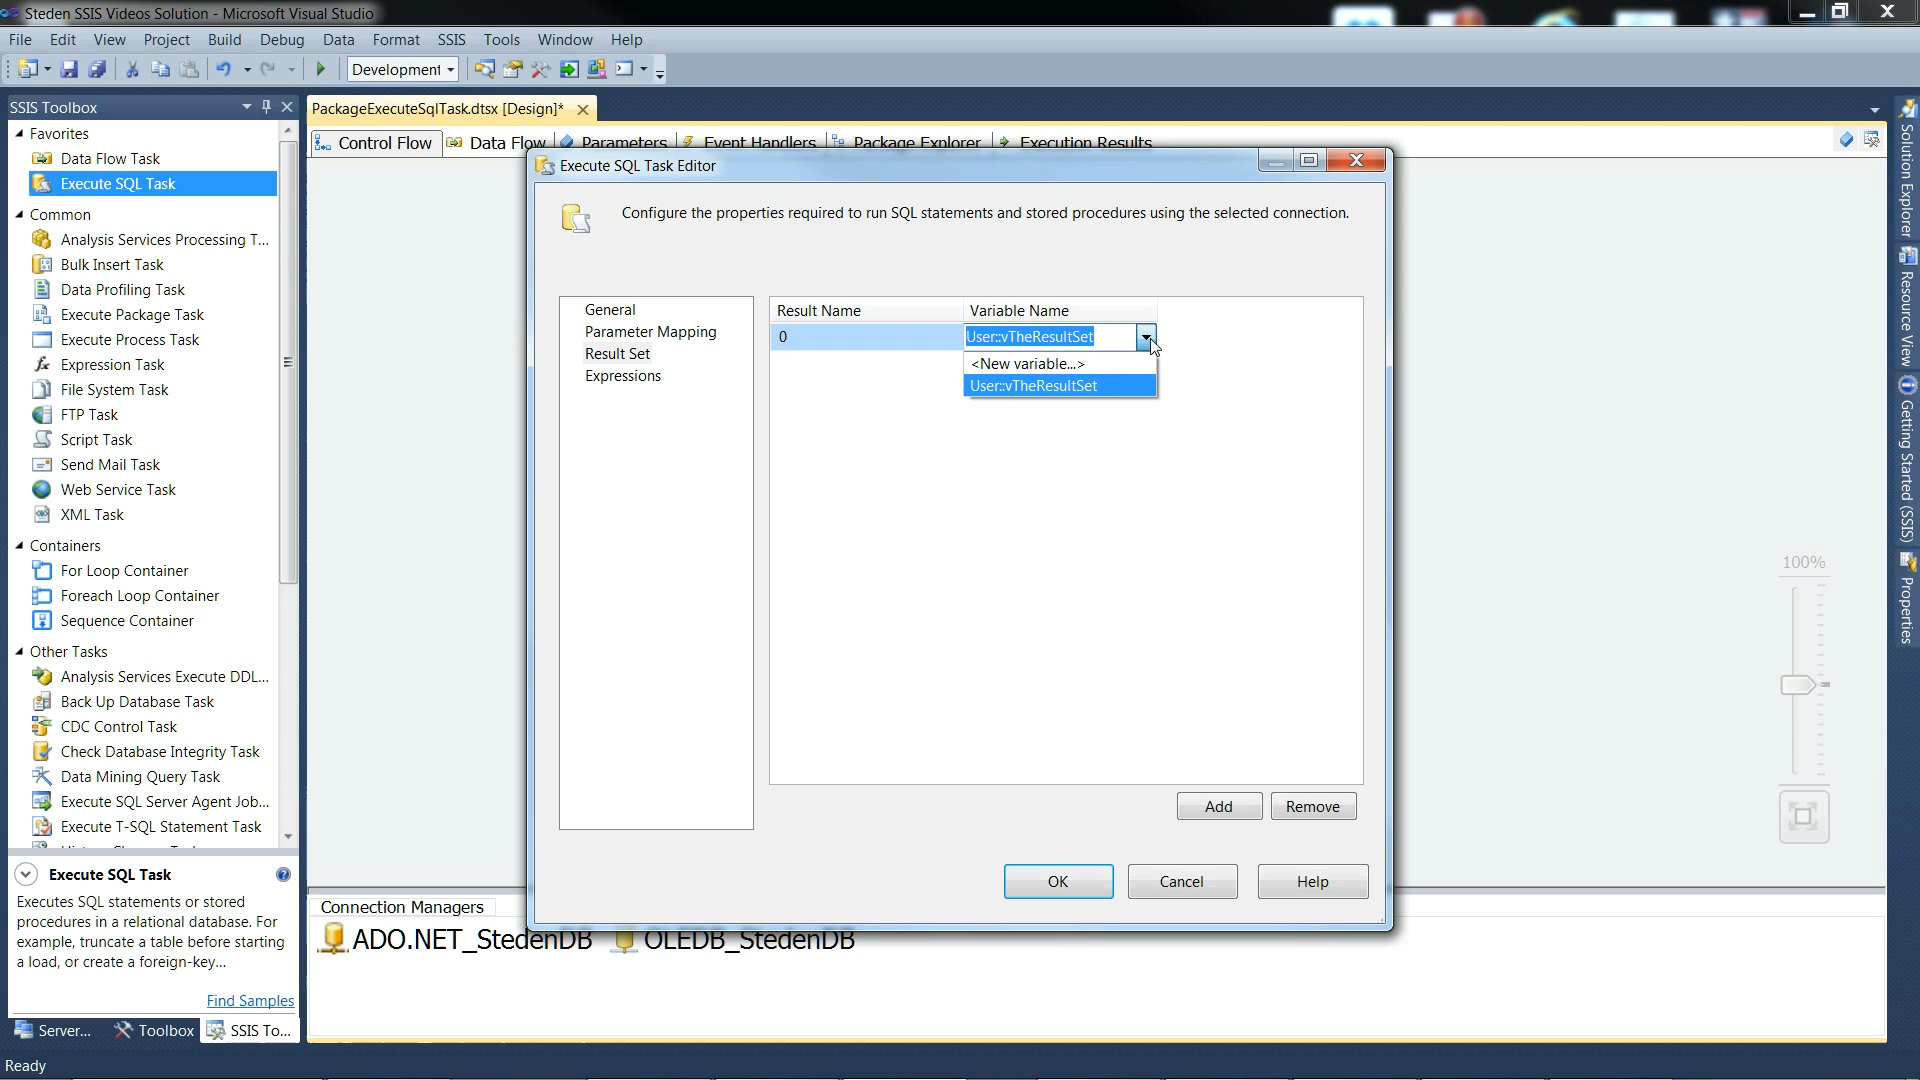 Steden SSIS Videos Solution - Microsoft Visual Studio
File Edit View Project Build Debug Data Format SSIS Tools Window Help
Development
SSIS Toolbox
PackageExecuteSqlTask.dtsx [Design]*
Control Flow Data Flow Parameters Event Handlers Package Explorer Execution Results
Favorites
Data Flow Task
Execute SQL Task
Common
Analysis Services Processing T...
Bulk Insert Task
Data Profiling Task
Execute Package Task
Execute Process Task
Expression Task
File System Task
FTP Task
Script Task
Send Mail Task
Web Service Task
XML Task
Containers
For Loop Container
Foreach Loop Container
Sequence Container
Other Tasks
Analysis Services Execute DDL...
Back Up Database Task
CDC Control Task
Check Database Integrity Task
Data Mining Query Task
Execute SQL Server Agent Job...
Execute T-SQL Statement Task
Execute SQL Task
Executes SQL statements or stored
procedures in a relational database. For
example, truncate a table before starting
a load, or create a foreign-key...
Find Samples
Server... Toolbox SSIS To...
Ready
Execute SQL Task Editor
Configure the properties required to run SQL statements and stored procedures using the selected connection.
General
Parameter Mapping
Result Set
Expressions
Result Name Variable Name
0 User::vTheResultSet
<New variable...>
User::vTheResultSet
Add Remove
OK Cancel Help
Connection Managers
ADO.NET_StedenDB OLEDB_StedenDB
100%
Solution Explorer
Resource View
Getting Started (SSIS)
Properties